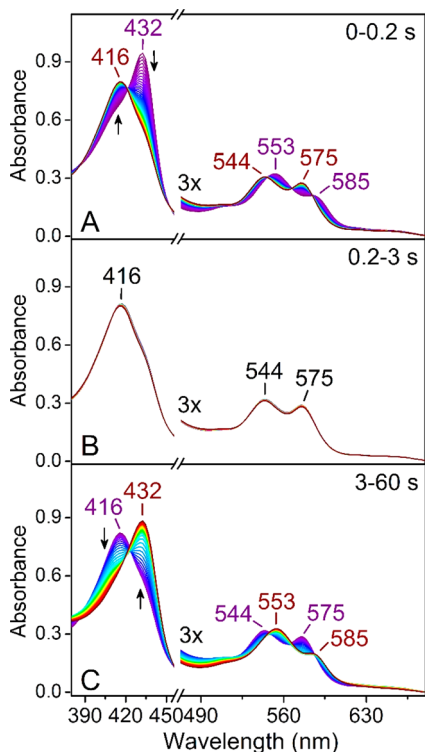 0-0.2 s
432
416
0.9
0.6
0.3
0.0
Absorbance
3x
544
553
575
585
A
0.2-3 s
416
0.9
0.6
0.3
0.0
Absorbance
3x
544
575
B
3-60 s
416
432
0.9
0.6
0.3
0.0
Absorbance
3x
544
553
575
585
C
390 420 450 490 560 630
Wavelength (nm)